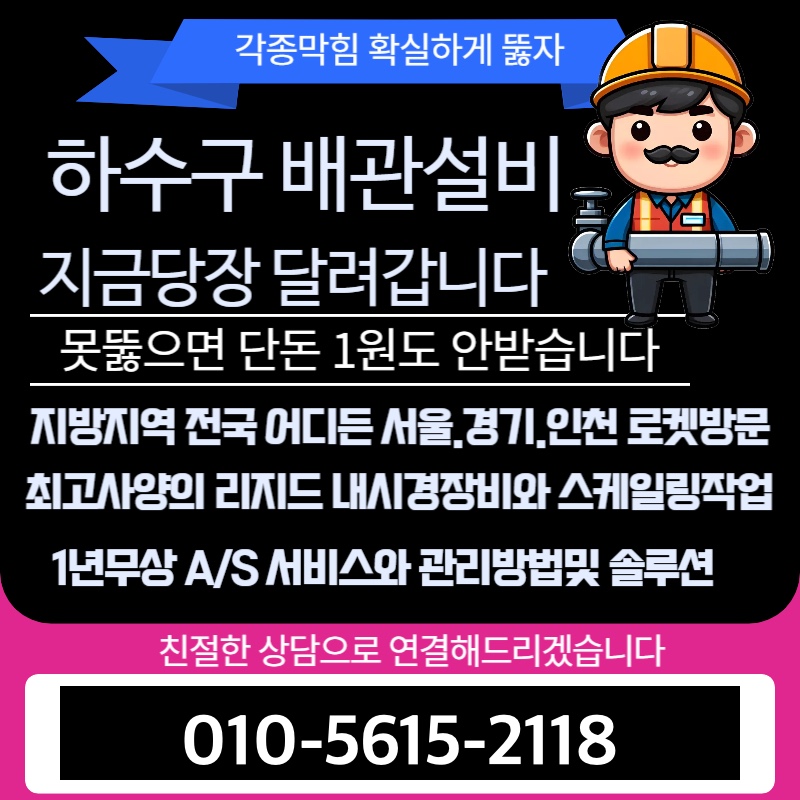 각종막힘 확실하게 뚫자
하수구 배관설비
지금당장 달려갑니다
못뚫으면 단돈 1원도 안받습니다
지방지역 전국 어디든 서울.경기.인천 로켓방문
최고사양의 리지드 내시경장비와 스케일링작업
1년무상 A/S 서비스와 관리방법및 솔루션
친절한 상담으로 연결해드리겠습니다
010-5615-2118